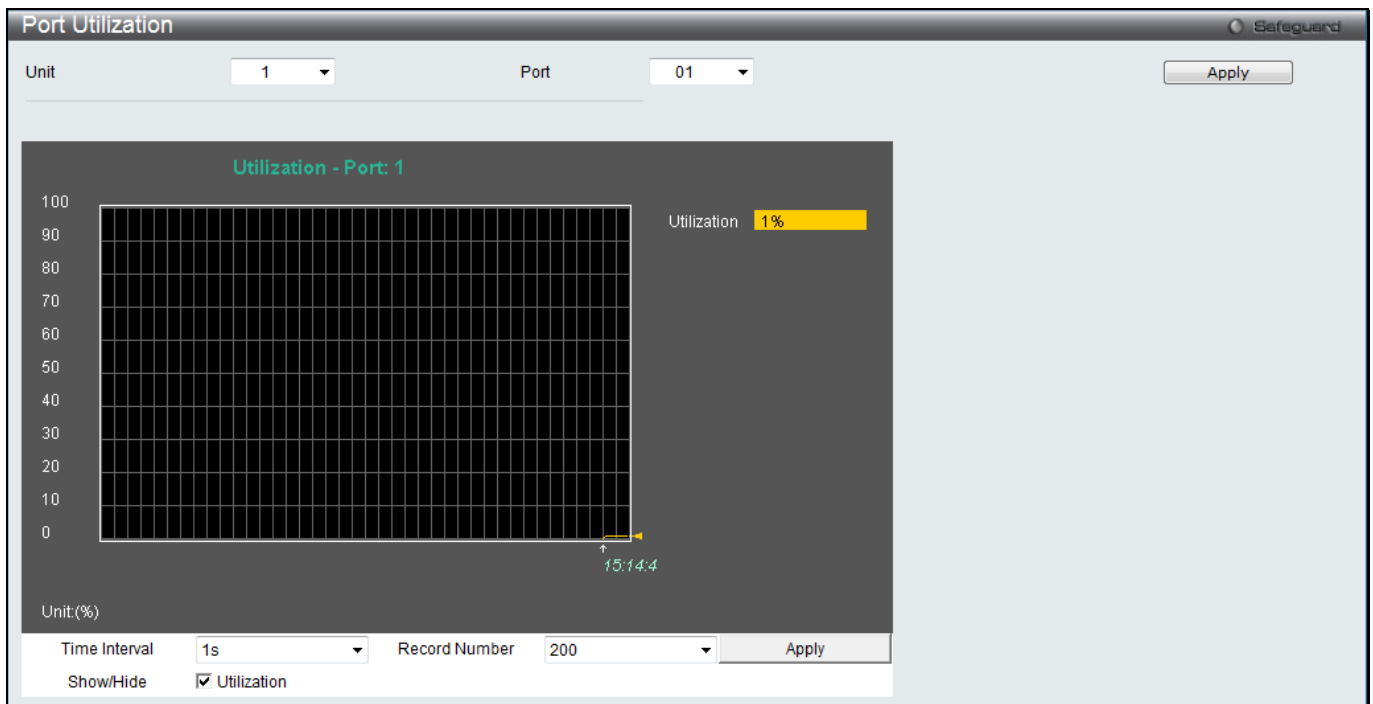 Port Utilization
Safeguard
Unit 1 Port 01 Apply
Utilization - Port: 1
100
90
80
70
60
50
40
30
20
10
0
Utilization 1%
15:14:4
Unit:(%)
Time Interval 1s Record Number 200 Apply
Show/Hide Utilization